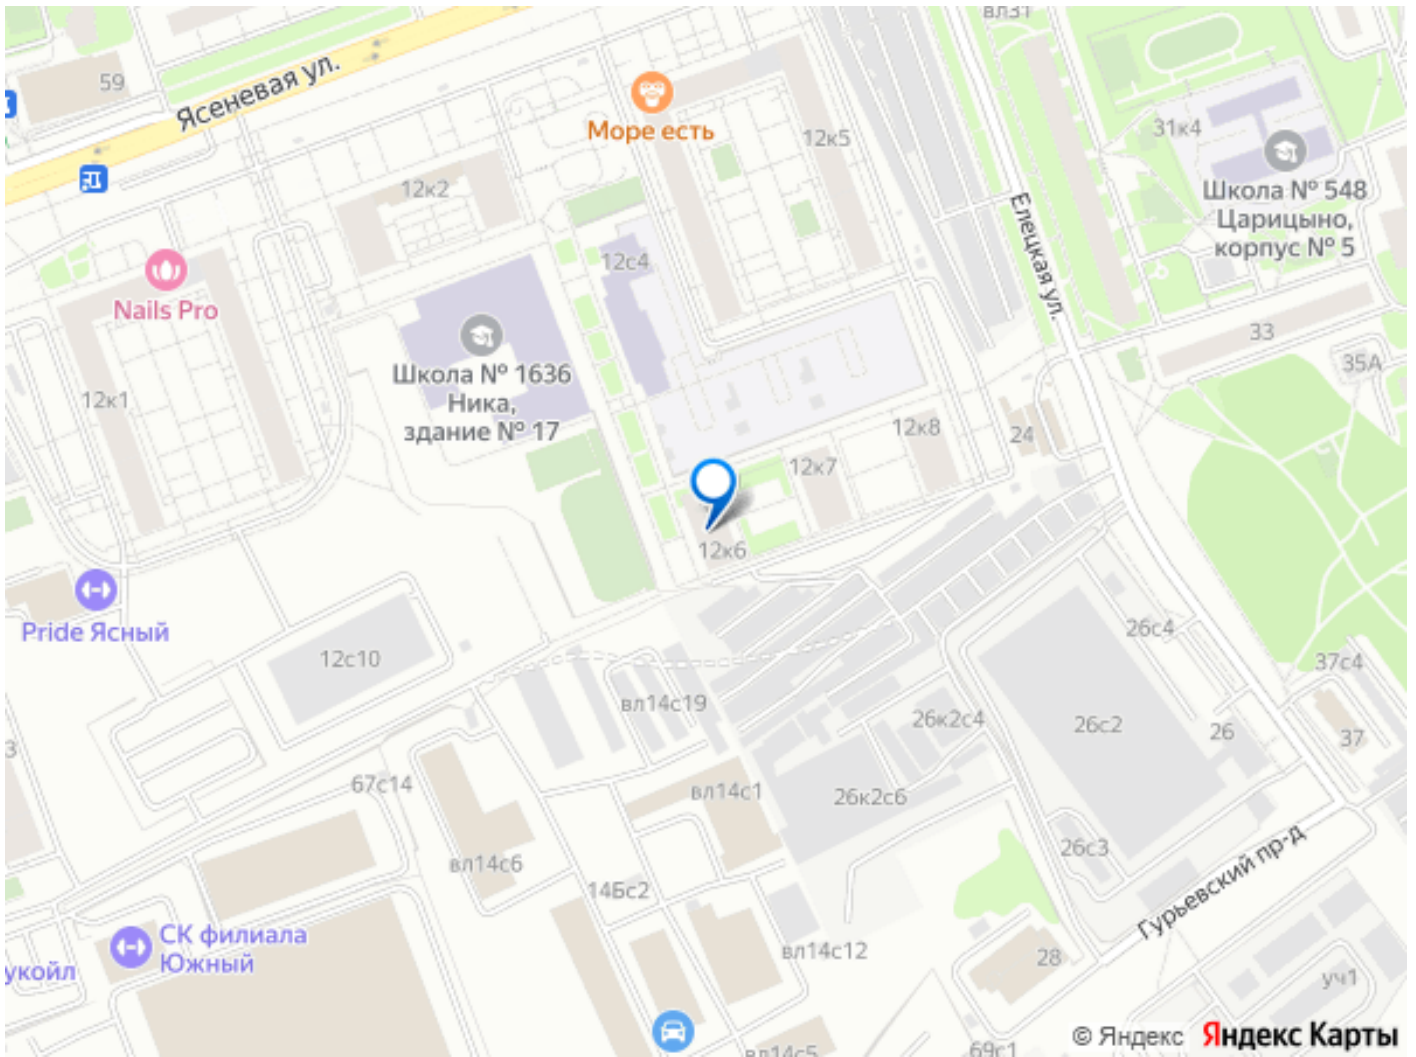 вл31
59
Ясеневая ул.
Море есть
12к5
31к4
Школа № 548
Царицыно,
корпус № 5
12к2
Елецкая ул.
12с4
Nails Pro
33
35А
Школа № 1636
Ника,
здание № 17
12к1
12к8
24
12к7
12к6
Pride Ясный
26с4
12с10
37с4
вл14с19
26к2с4
26с2
26
37
3
67с14
вл14с1
26к2с6
26с3
вл14с6
14Бс2
Гурьевский пр-д
СК филиала
Южный
укойл
вл14с12
28
уч1
© Яндекс Яндекс Карты
69с1
вл14с5